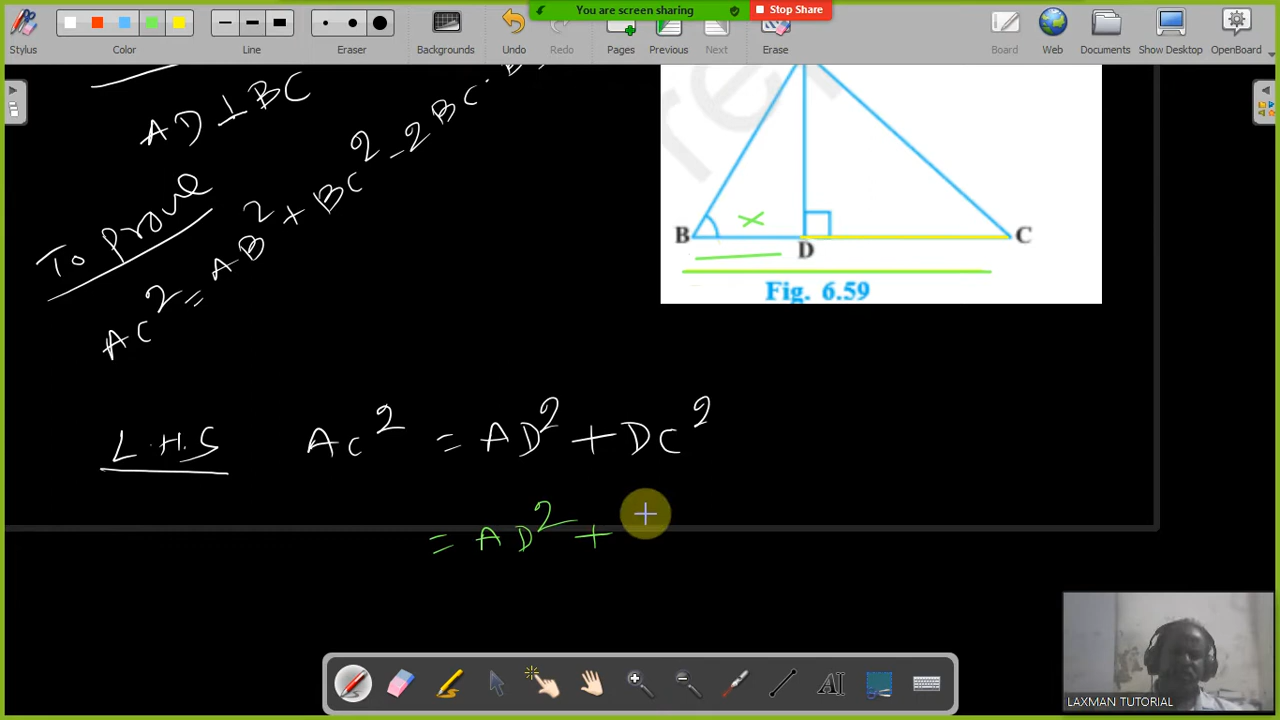 You are screen sharing
Stop Share
Stylus Color Line Eraser Backgrounds Undo Redo Pages Previous Next Erase Board Web Documents Show Desktop OpenBoard
AD ⊥ BC
To Prove
AC² = AB² + BC² - 2BC·B
B
D
C
Fig. 6.59
L.H.S AC² = AD² + DC²
= AD² +
AI
LAXMAN TUTORIAL